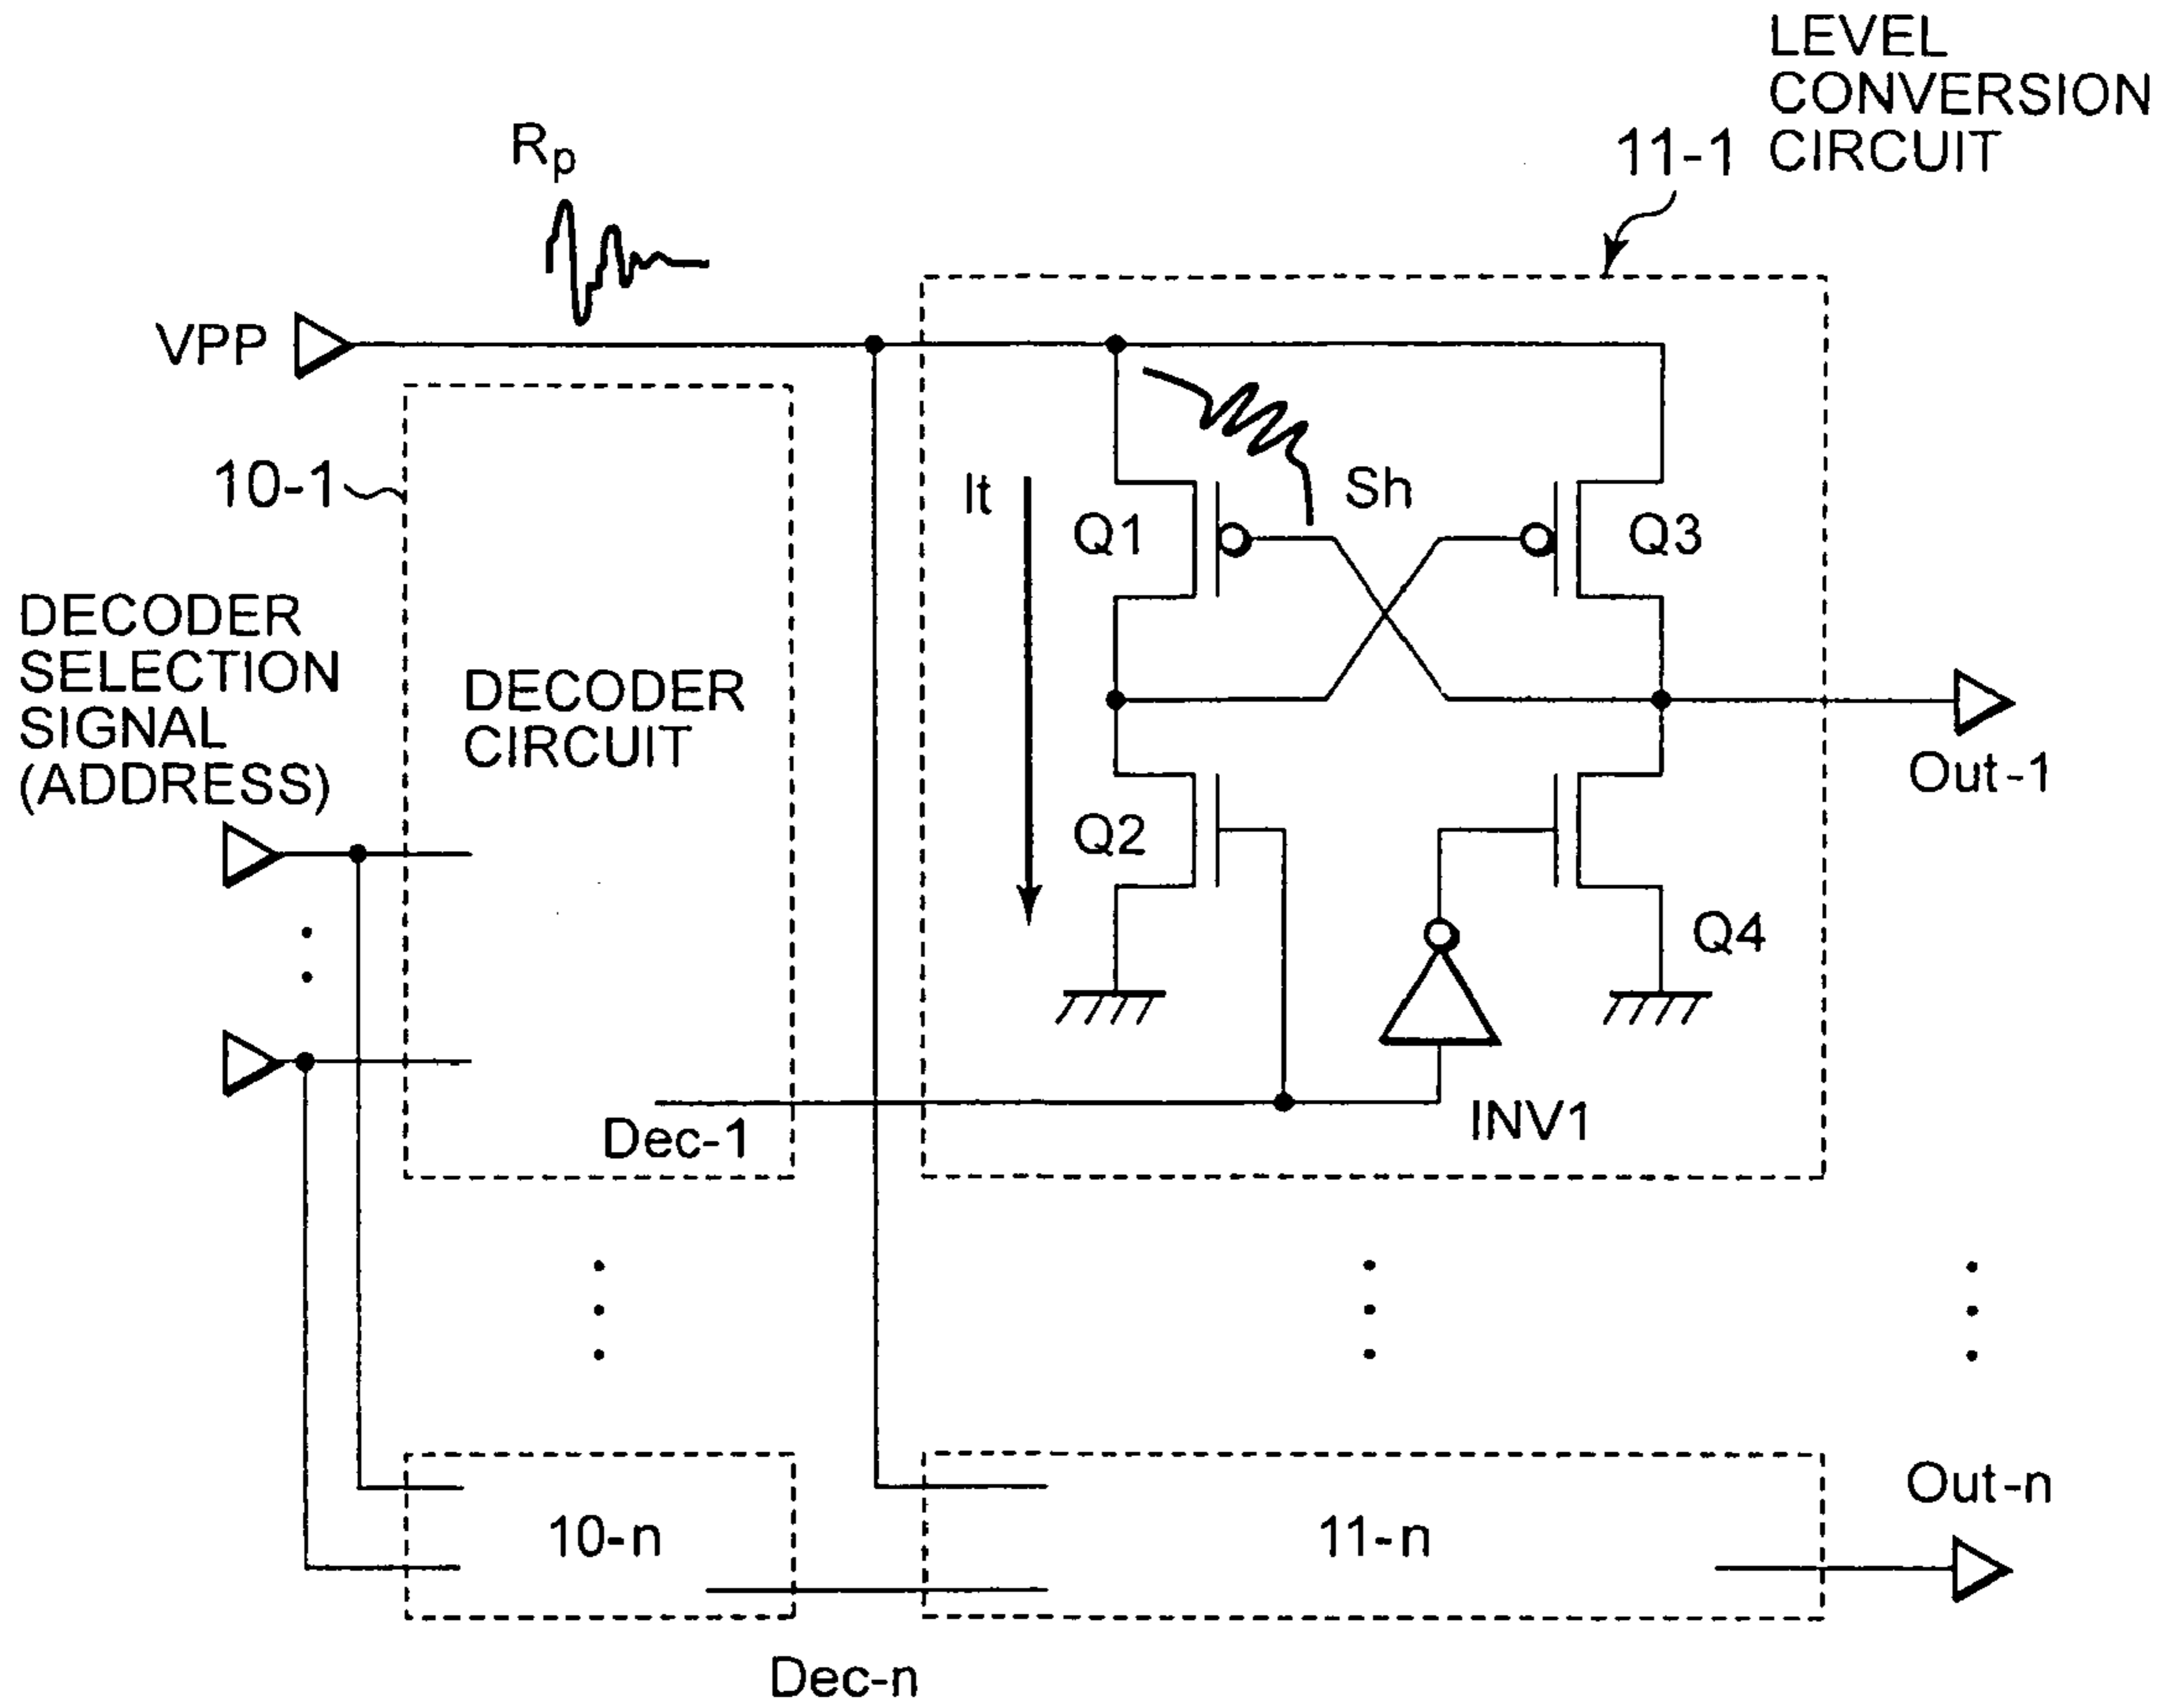 LEVEL
CONVERSION
CIRCUIT
11-1
Rp
VPP
10-1
It
Sh
Q1
Q3
DECODER
SELECTION
SIGNAL
(ADDRESS)
DECODER
CIRCUIT
Out-1
Q2
Q4
INV1
Dec-1
Out-n
10-n
11-n
Dec-n